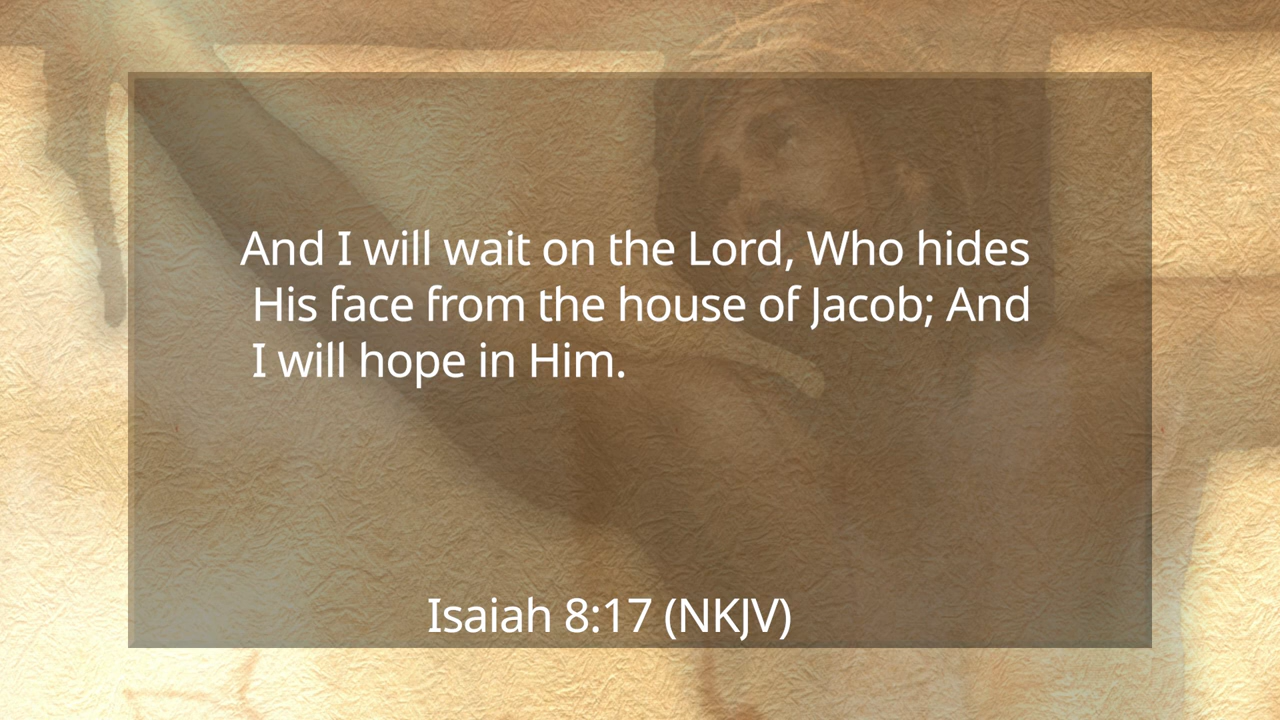 And I will wait on the Lord, Who hides
His face from the house of Jacob; And
I will hope in Him.
Isaiah 8:17 (NKJV)